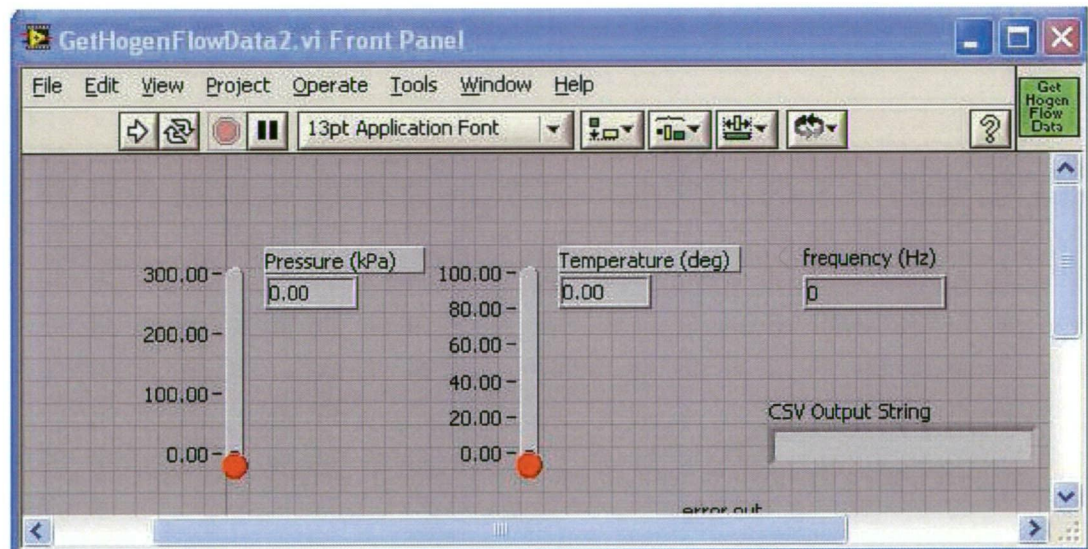 GetHogenFlowData2.vi Front Panel
File Edit View Project Operate Tools Window Help
Get
Hogen
Flow
Data
13pt Application Font
?
Pressure (kPa)
0.00
300.00
200.00
100.00
0.00
Temperature (deg)
0.00
100.00
80.00
60.00
40.00
20.00
0.00
frequency (Hz)
0
CSV Output String
error out